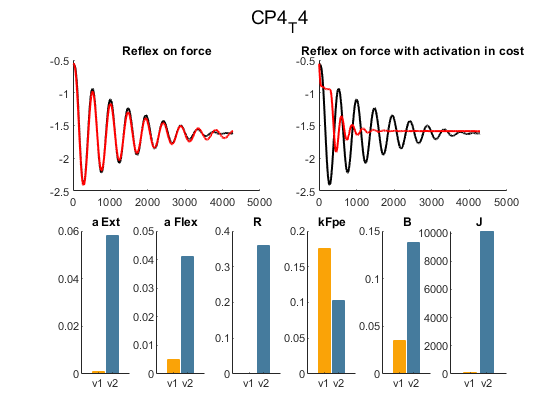 CP4_T4
Reflex on force
Reflex on force with activation in cost
-0.5
-1
-1.5
-2
-2.5
0 1000 2000 3000 4000 5000
-0.5
-1
-1.5
-2
-2.5
0 1000 2000 3000 4000 5000
a Ext
0.06
0.04
0.02
0
v1 v2
a Flex
0.05
0.04
0.03
0.02
0.01
0
v1 v2
R
0.4
0.3
0.2
0.1
0
v1 v2
kFpe
0.2
0.15
0.1
0.05
0
v1 v2
B
0.15
0.1
0.05
0
v1 v2
J
10000
8000
6000
4000
2000
0
v1 v2